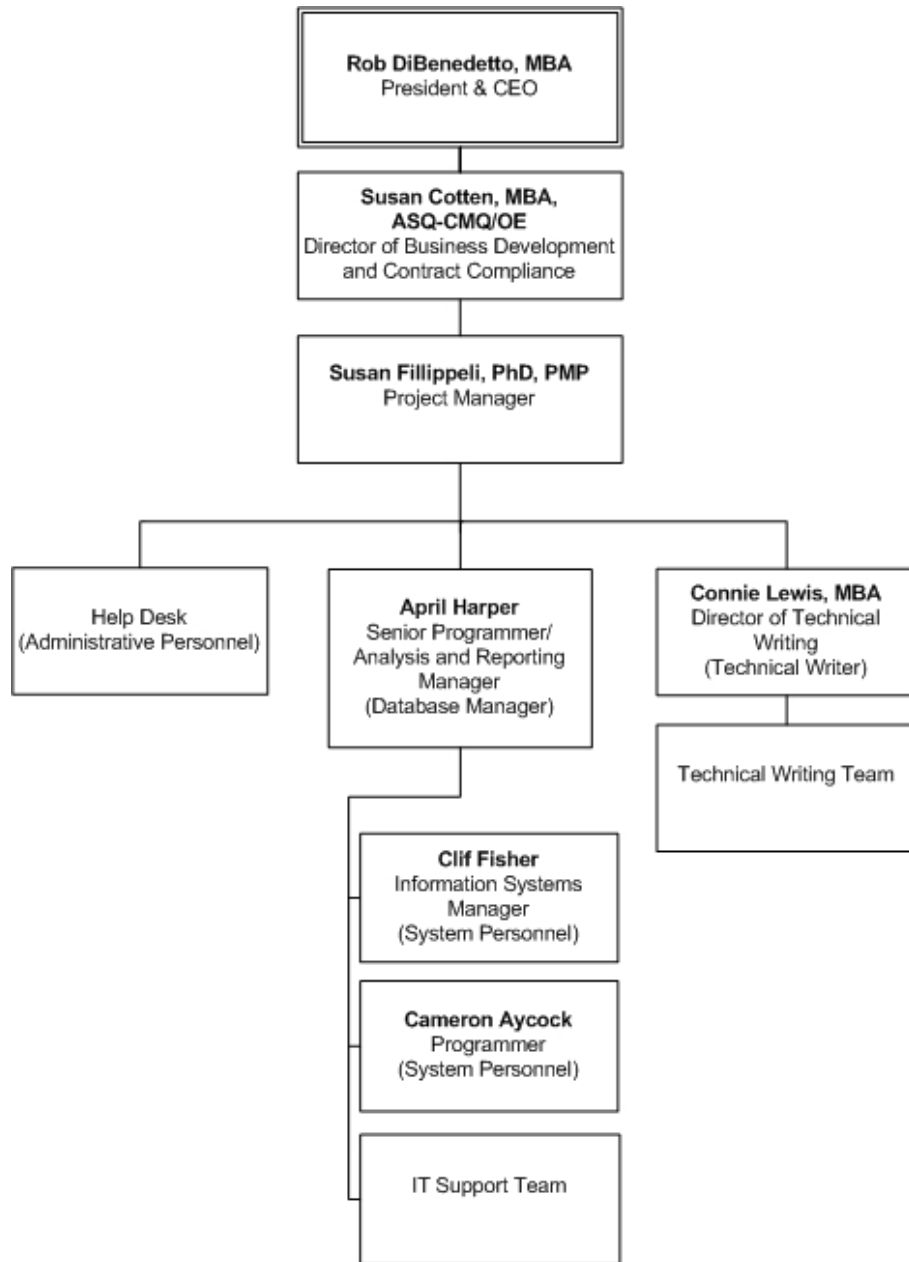 Rob DiBenedetto, MBA
President & CEO
Susan Cotten, MBA,
ASQ-CMQ/OE
Director of Business Development
and Contract Compliance
Susan Fillippeli, PhD, PMP
Project Manager
Help Desk
(Administrative Personnel)
April Harper
Senior Programmer/
Analysis and Reporting
Manager
(Database Manager)
Connie Lewis, MBA
Director of Technical
Writing
(Technical Writer)
Technical Writing Team
Clif Fisher
Information Systems
Manager
(System Personnel)
Cameron Aycock
Programmer
(System Personnel)
IT Support Team